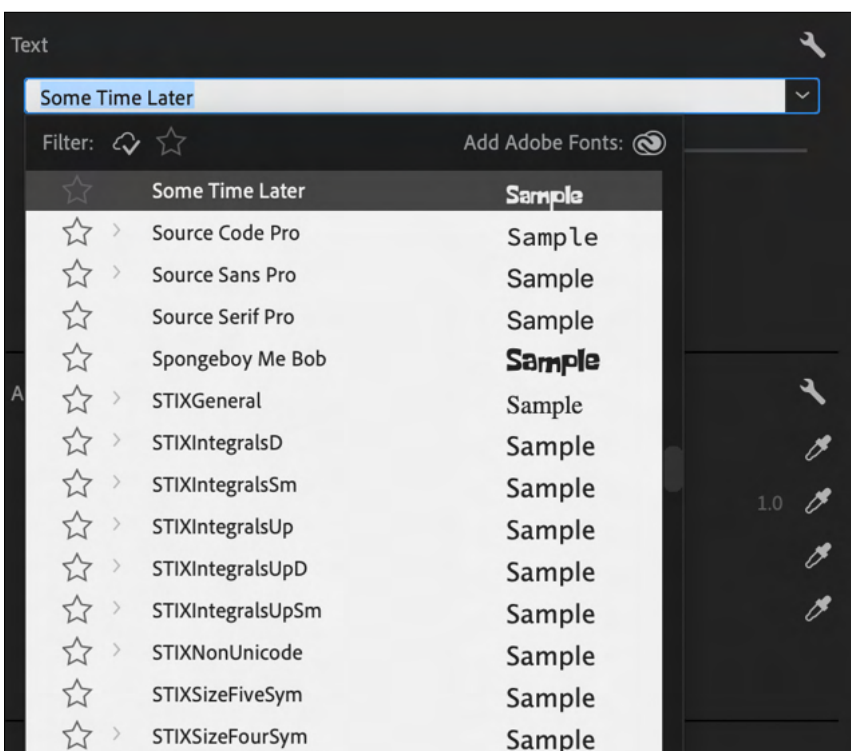 Text
Some Time Later
Filter: Add Adobe Fonts:
Some Time Later Sample
Source Code Pro Sample
Source Sans Pro Sample
Source Serif Pro Sample
Spongeboy Me Bob Sample
A
STIXGeneral Sample
STIXIntegralsD Sample
STIXIntegralsSm Sample
1.0
STIXIntegralsUp Sample
STIXIntegralsUpD Sample
STIXIntegralsUpSm Sample
STIXNonUnicode Sample
STIXSizeFiveSym Sample
STIXSizeFourSym Sample